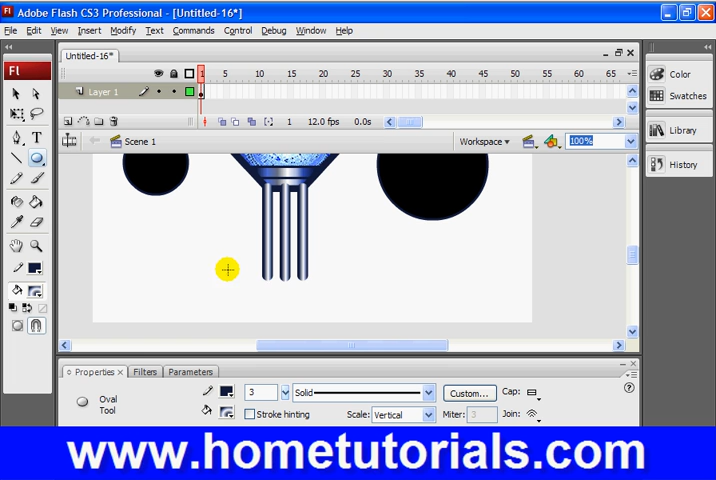 Adobe Flash CS3 Professional - [Untitled-16*]
File Edit View Insert Modify Text Commands Control Debug Window Help
Untitled-16*
1 5 10 15 20 25 30 35 40 45 50 55 60 65
Fl
Layer 1
1 12.0 fps 0.0s
Scene 1 Workspace 100%
Color
Swatches
Library
History
Properties × Filters Parameters
3 Solid Custom... Cap:
Oval
Tool
Stroke hinting Scale: Vertical Miter: 3 Join:
www.hometutorials.com